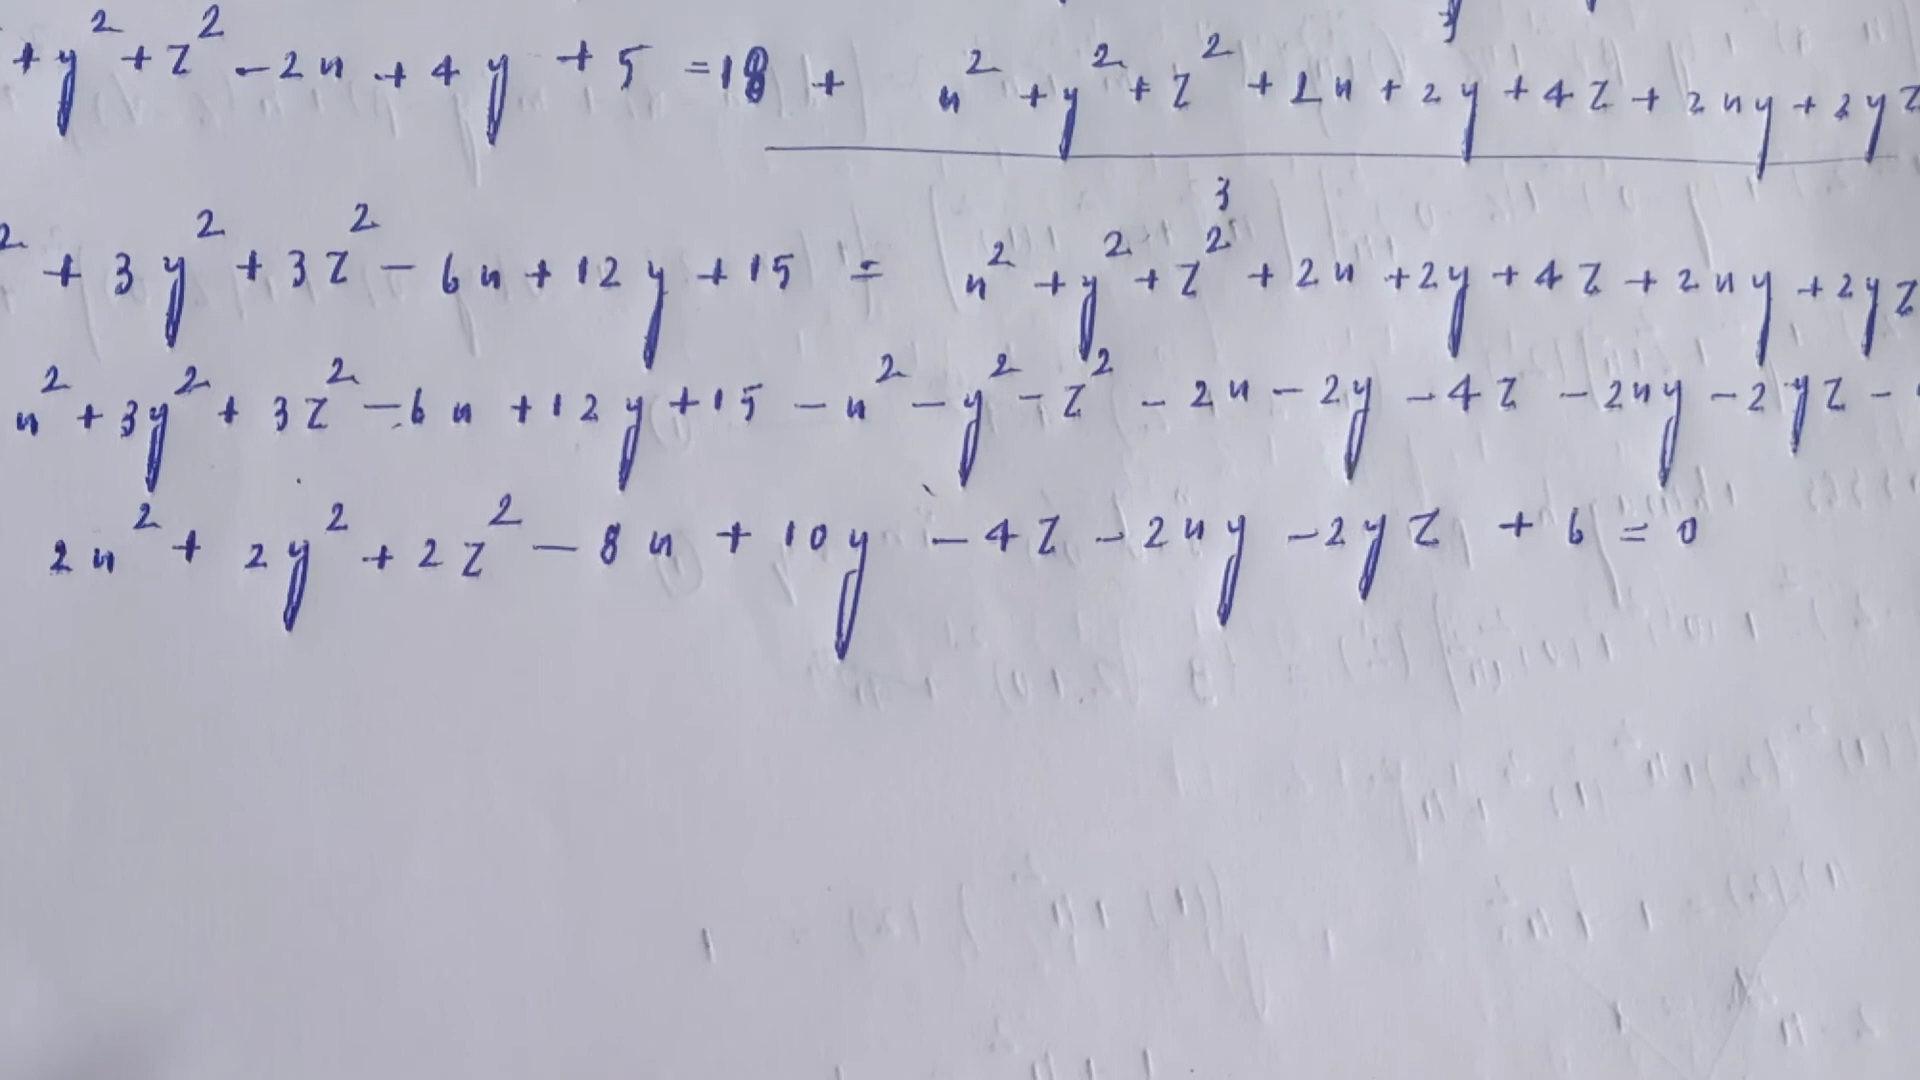 + y² + z² - 2x + 4y + 5 = 18 + x² + y² + z² + 2x + 2y + 4z + 2xy + 2yz
3
² + 3y² + 3z² - 6x + 12y + 15 = x² + y² + z² + 2x + 2y + 4z + 2xy + 2yz
x² + 3y² + 3z² - 6x + 12y + 15 - x² - y² - z² - 2x - 2y - 4z - 2xy - 2yz -
2x² + 2y² + 2z² - 8x + 10y - 4z - 2xy - 2yz + 6 = 0